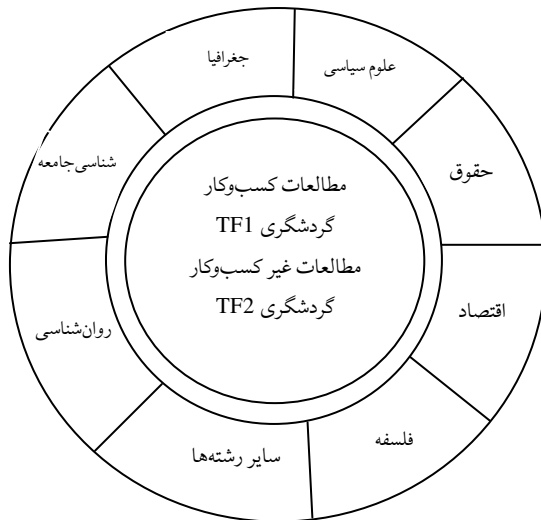 جغرافیا
علوم سیاسی
حقوق
اقتصاد
فلسفه
سایر رشته‌ها
روان‌شناسی
شناسی‌جامعه
مطالعات کسب‌وکار
گردشگری TF1
مطالعات غیر کسب‌وکار
گردشگری TF2